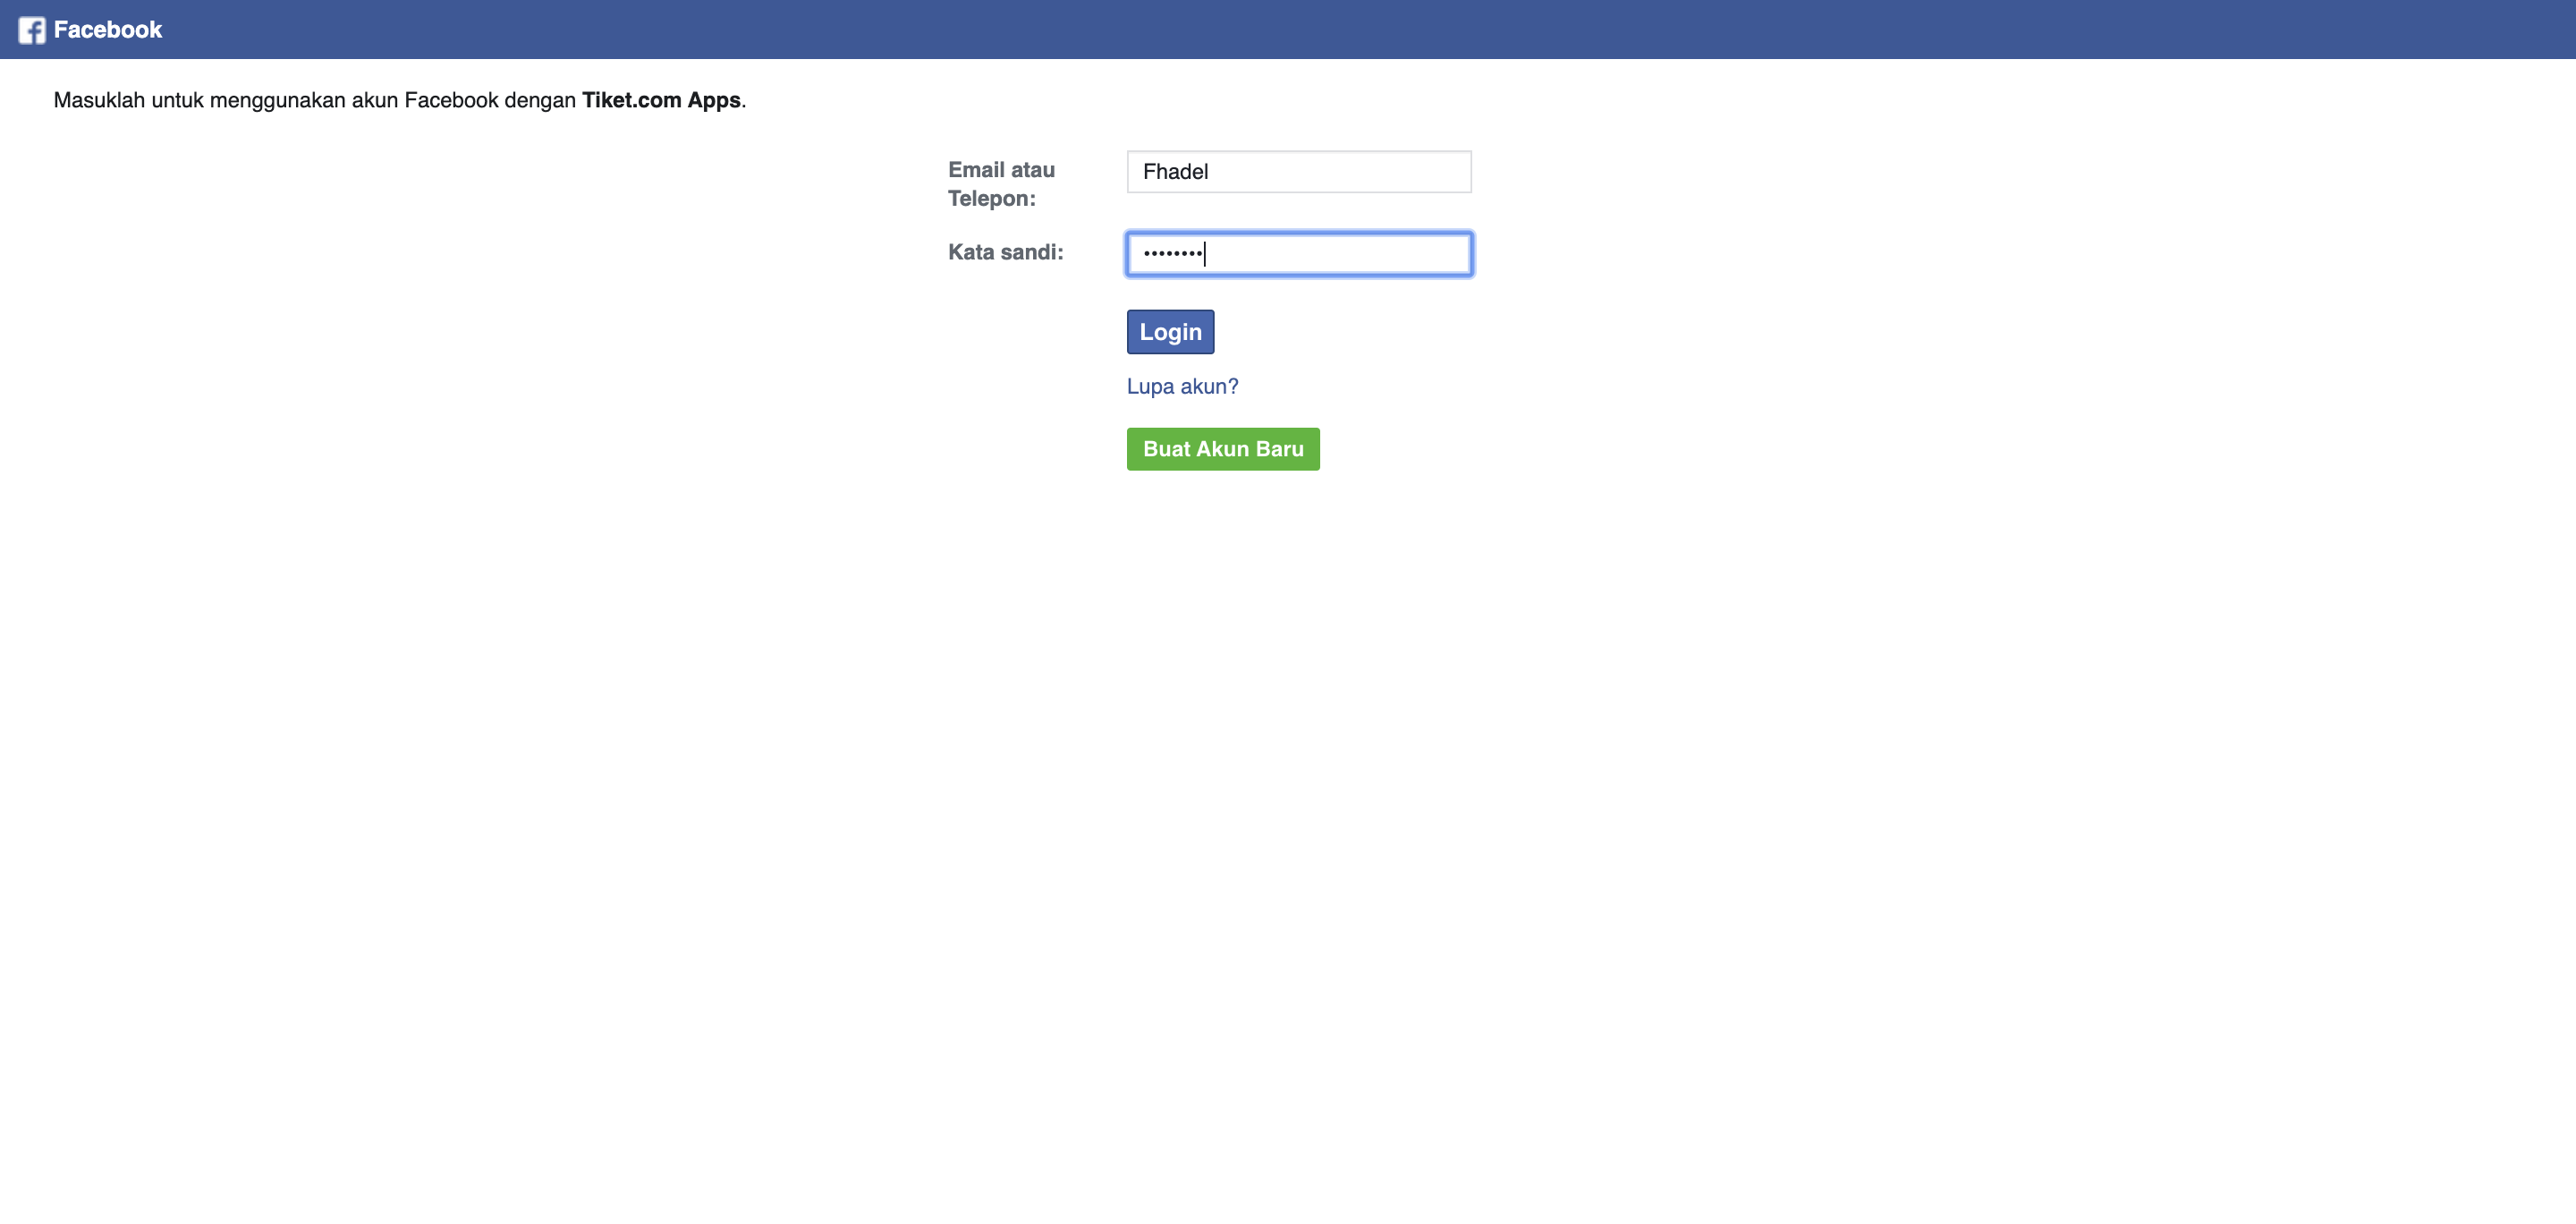 Facebook
Masuklah untuk menggunakan akun Facebook dengan Tiket.com Apps.
Email atau
Telepon:
Fhadel
Kata sandi:
••••••••
Login
Lupa akun?
Buat Akun Baru